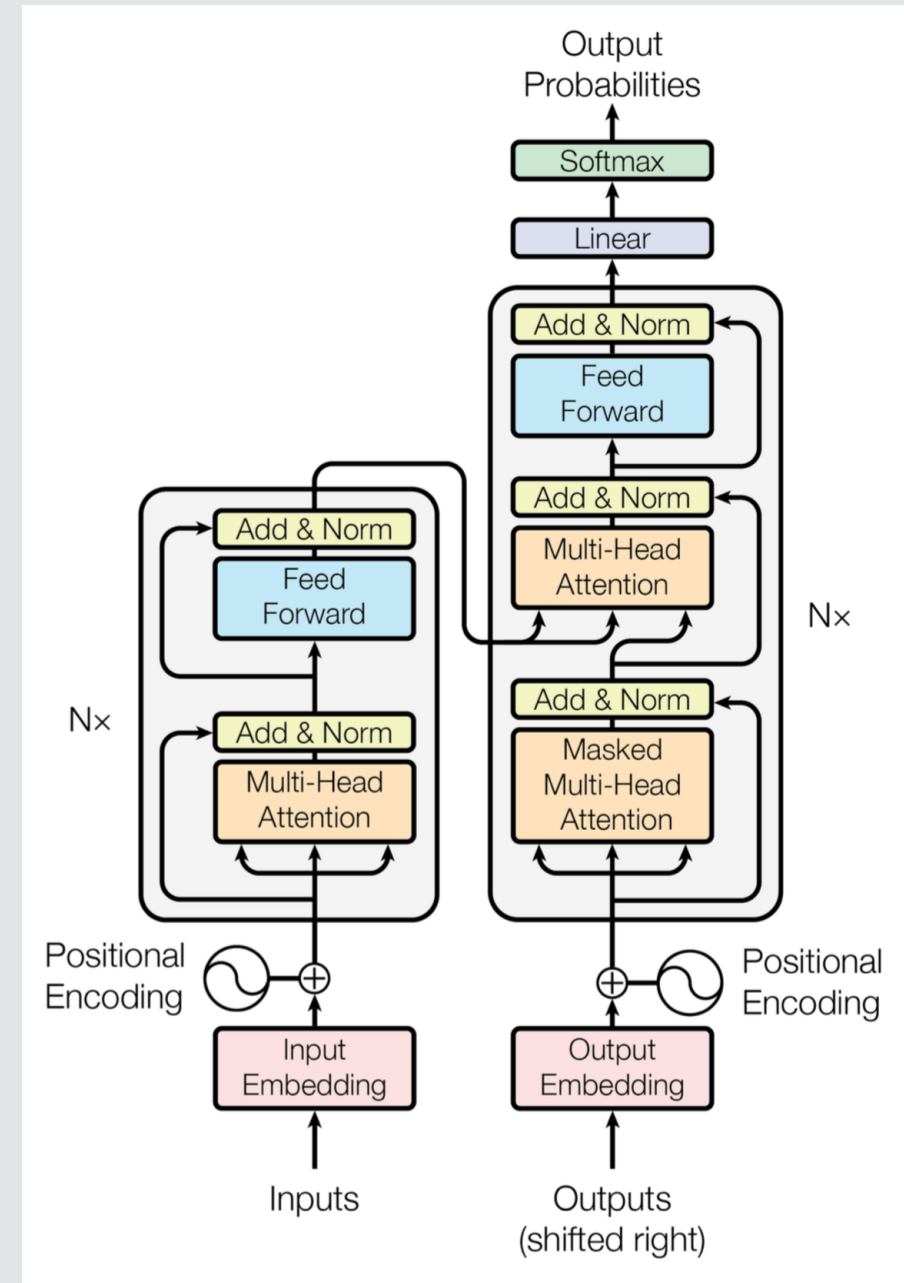 Output
Probabilities
Softmax
Linear
Add & Norm
Feed
Forward
Add & Norm
Multi-Head
Attention
Nx
Add & Norm
Masked
Multi-Head
Attention
Add & Norm
Feed
Forward
Nx
Add & Norm
Multi-Head
Attention
Positional
Encoding
Positional
Encoding
Input
Embedding
Output
Embedding
Inputs
Outputs
(shifted right)